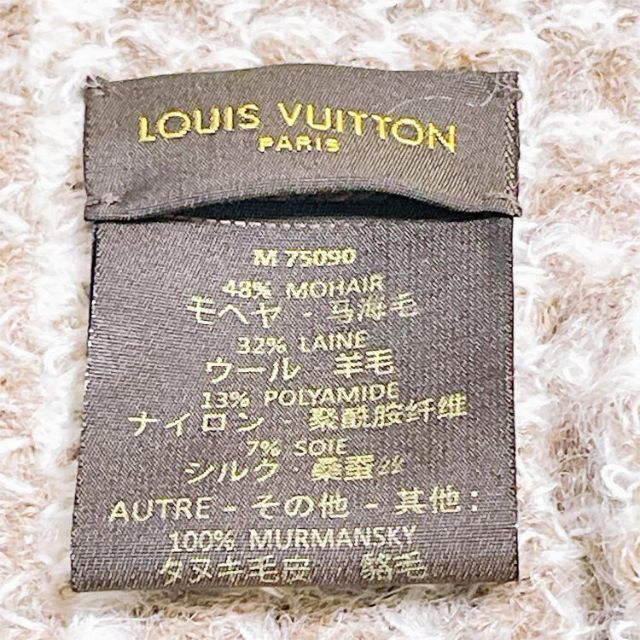 LOUIS VUITTON
PARIS
M 75090
48% MOHAIR
モヘヤ · 马海毛
32% LAINE
ウール 羊毛
13% POLYAMIDE
ナイロン - 聚酰胺纤维
7% SOIE
シルク · 桑蚕丝
AUTRE - その他 - 其他:
100% MURMANSKY
タヌキ毛皮 貉毛